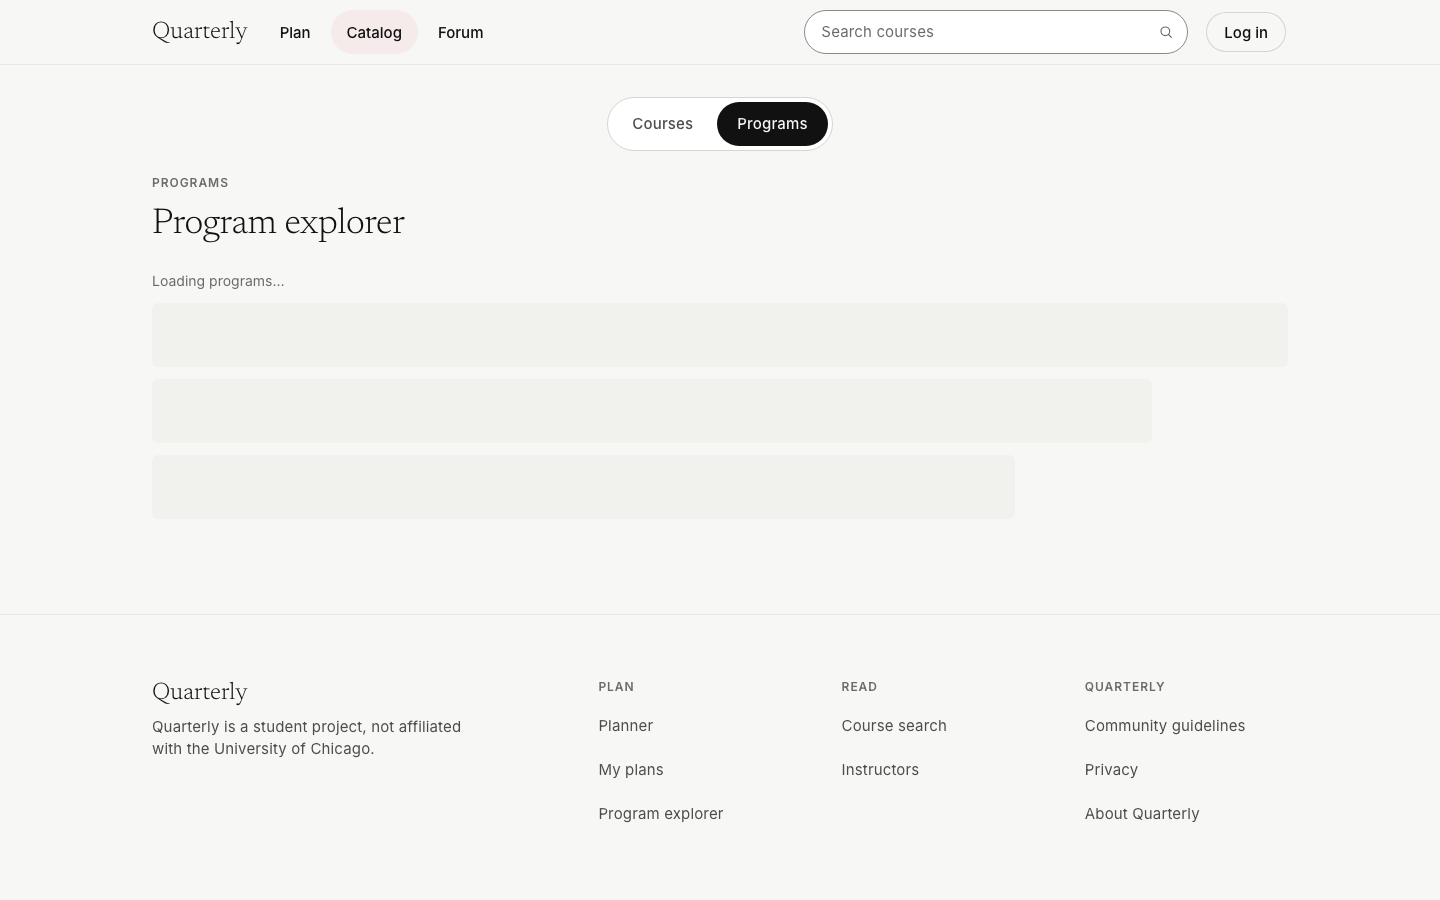 Quarterly
Plan
Catalog
Forum
Search courses
Log in
Courses
Programs
PROGRAMS
Program explorer
Loading programs...
Quarterly
Quarterly is a student project, not affiliated
with the University of Chicago.
PLAN
Planner
My plans
Program explorer
READ
Course search
Instructors
QUARTERLY
Community guidelines
Privacy
About Quarterly